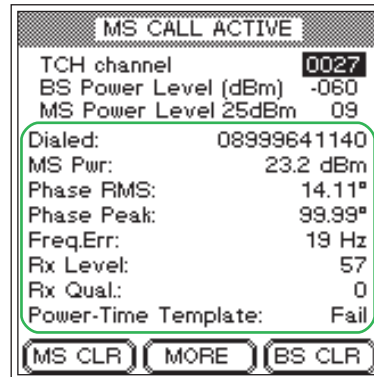 MS CALL ACTIVE
TCH channel 0027
BS Power Level (dBm) -060
MS Power Level 25dBm 09
Dialed: 08999641140
MS Pwr: 23.2 dBm
Phase RMS: 14.11°
Phase Peak: 99.99°
Freq.Err: 19 Hz
Rx Level: 57
Rx Qual.: 0
Power-Time Template: Fail
MS CLR MORE BS CLR